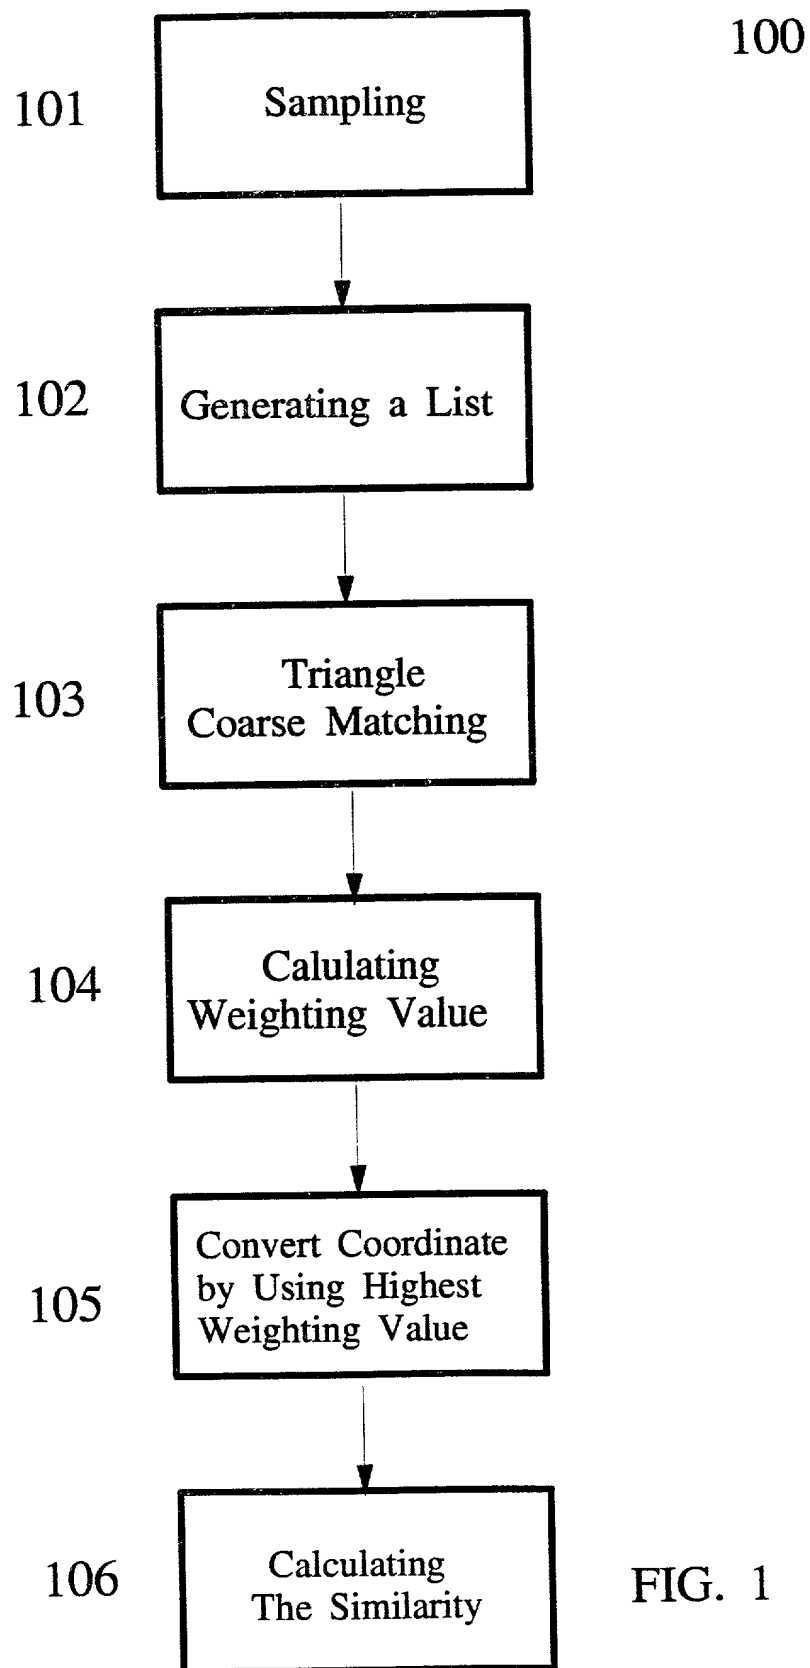 100
101
Sampling
102
Generating a List
103
Triangle
Coarse Matching
104
Calulating
Weighting Value
105
Convert Coordinate
by Using Highest
Weighting Value
106
Calculating
The Similarity
FIG. 1